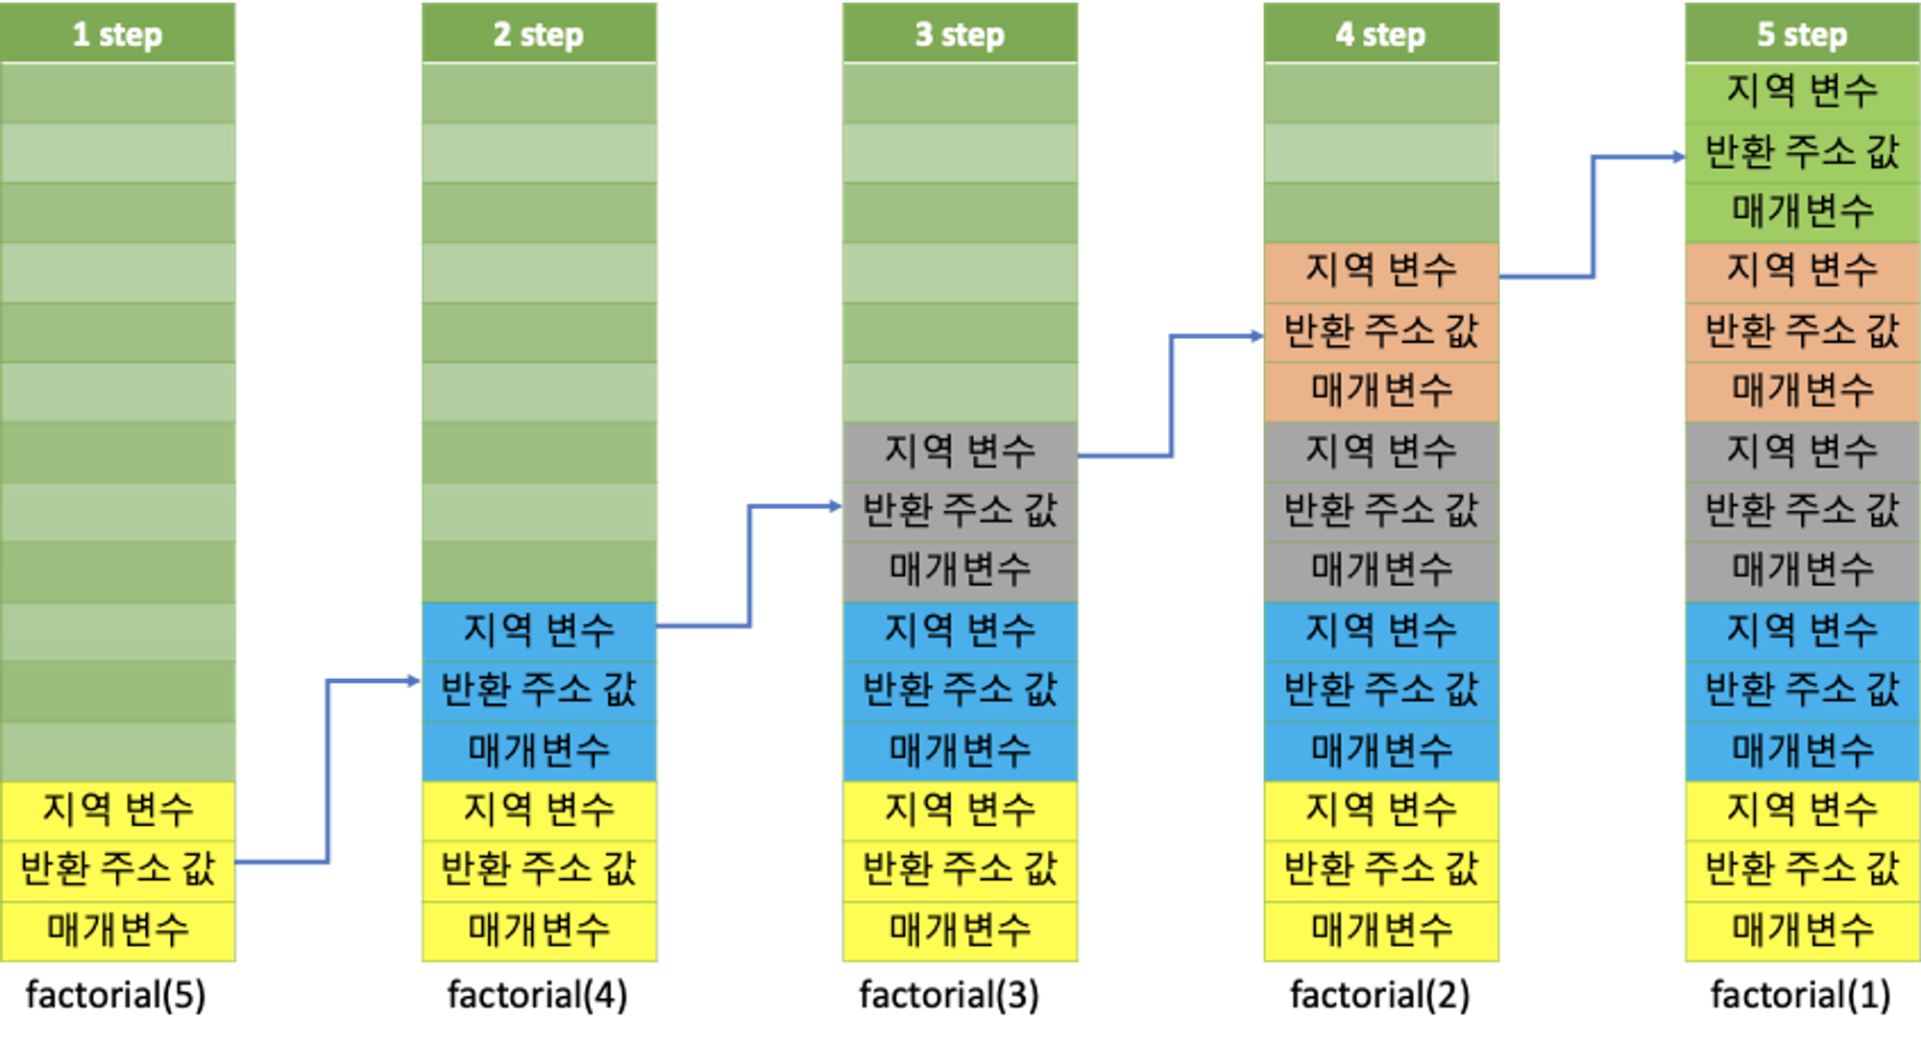 1 step
지역 변수
반환 주소 값
매개변수
factorial(5)
2 step
지역 변수
반환 주소 값
매개변수
지역 변수
반환 주소 값
매개변수
factorial(4)
3 step
지역 변수
반환 주소 값
매개변수
지역 변수
반환 주소 값
매개변수
지역 변수
반환 주소 값
매개변수
factorial(3)
4 step
지역 변수
반환 주소 값
매개변수
지역 변수
반환 주소 값
매개변수
지역 변수
반환 주소 값
매개변수
지역 변수
반환 주소 값
매개변수
factorial(2)
5 step
지역 변수
반환 주소 값
매개변수
지역 변수
반환 주소 값
매개변수
지역 변수
반환 주소 값
매개변수
지역 변수
반환 주소 값
매개변수
지역 변수
반환 주소 값
매개변수
factorial(1)